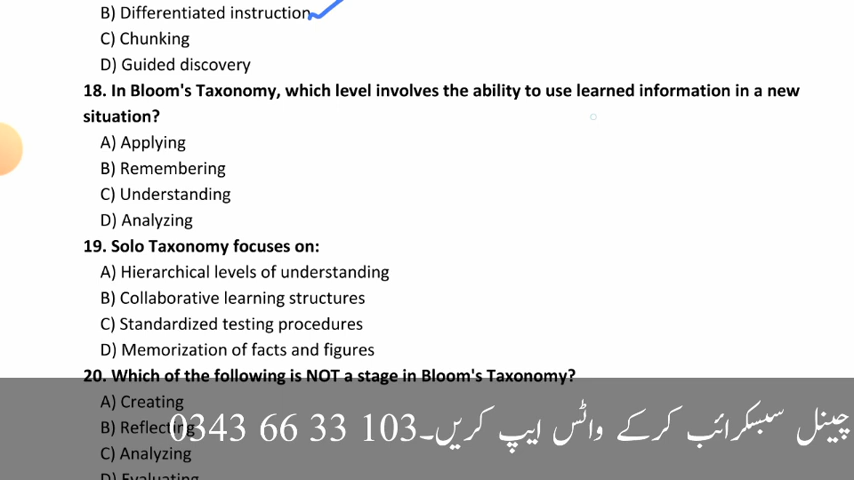 B) Differentiated instruction
C) Chunking
D) Guided discovery
18. In Bloom's Taxonomy, which level involves the ability to use learned information in a new
situation?
A) Applying
B) Remembering
C) Understanding
D) Analyzing
19. Solo Taxonomy focuses on:
A) Hierarchical levels of understanding
B) Collaborative learning structures
C) Standardized testing procedures
D) Memorization of facts and figures
20. Which of the following is NOT a stage in Bloom's Taxonomy?
A) Creating
B) Reflecting
چینل سبسکرائب کرکے واٹس ایپ کریں۔103 33 66 0343
C) Analyzing
D) Evaluating